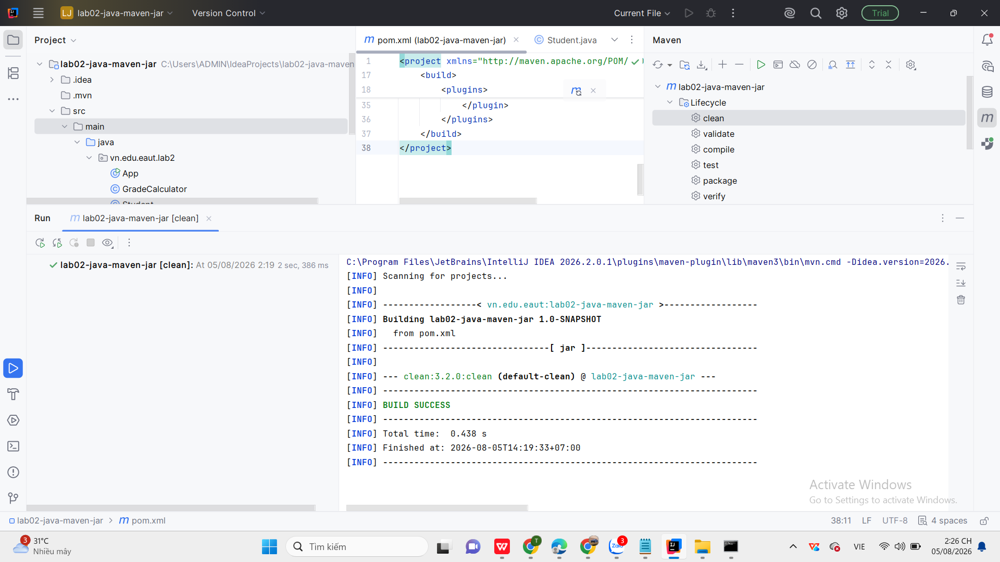 LJ lab02-java-maven-jar Version Control Current File Trial
Project
lab02-java-maven-jar C:\Users\ADMIN\IdeaProjects\lab02-java-maven
.idea
.mvn
src
main
java
vn.edu.eaut.lab2
App
GradeCalculator
Student
pom.xml (lab02-java-maven-jar) Student.java
1 <project xmlns="http://maven.apache.org/POM/
17 <build>
18 <plugins>
35 </plugin>
36 </plugins>
37 </build>
38 </project>
Maven
lab02-java-maven-jar
Lifecycle
clean
validate
compile
test
package
verify
Run lab02-java-maven-jar [clean]
lab02-java-maven-jar [clean]: At 05/08/2026 2:19 2 sec, 386 ms
C:\Program Files\JetBrains\IntelliJ IDEA 2026.2.0.1\plugins\maven-plugin\lib\maven3\bin\mvn.cmd -Didea.version=2026.
[INFO] Scanning for projects...
[INFO]
[INFO] ------------------< vn.edu.eaut:lab02-java-maven-jar >------------------
[INFO] Building lab02-java-maven-jar 1.0-SNAPSHOT
[INFO]   from pom.xml
[INFO] --------------------------------[ jar ]---------------------------------
[INFO]
[INFO] --- clean:3.2.0:clean (default-clean) @ lab02-java-maven-jar ---
[INFO] ------------------------------------------------------------------------
[INFO] BUILD SUCCESS
[INFO] ------------------------------------------------------------------------
[INFO] Total time:  0.438 s
[INFO] Finished at: 2026-08-05T14:19:33+07:00
[INFO] ------------------------------------------------------------------------
Activate Windows
Go to Settings to activate Windows.
lab02-java-maven-jar > pom.xml 38:11 LF UTF-8 4 spaces
3 31°C
Nhiều mây
Tìm kiếm
T
Zalo 3
VIE
2:26 CH
05/08/2026